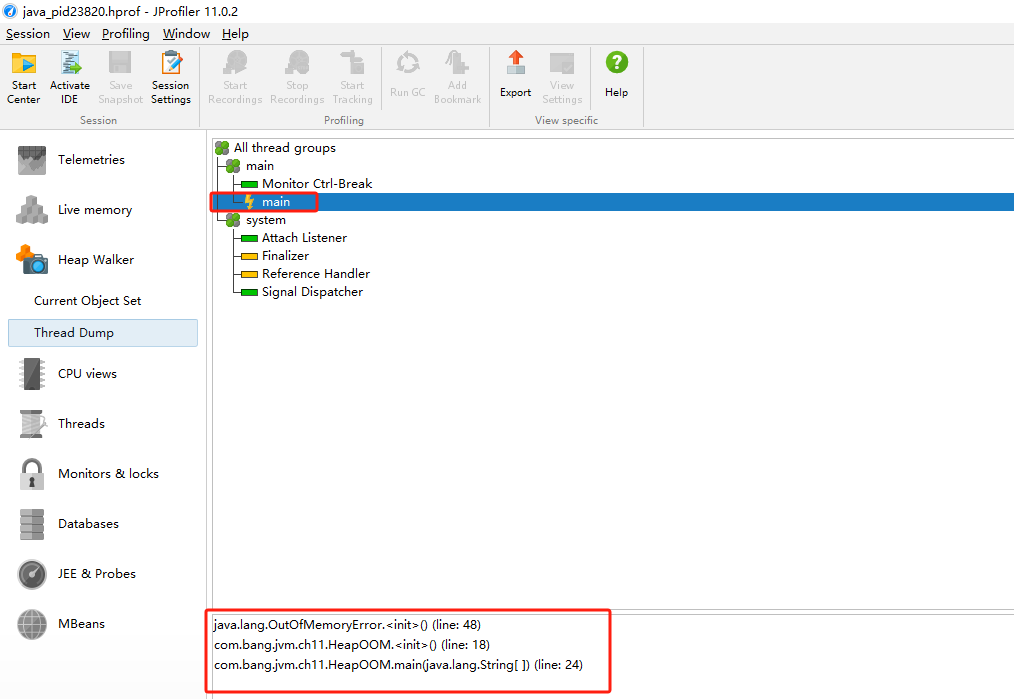 java_pid23820.hprof - JProfiler 11.0.2
Session View Profiling Window Help
Start Center
Activate IDE
Save Snapshot
Session Settings
Start Recordings
Stop Recordings
Start Tracking
Run GC
Add Bookmark
Export
View Settings
Help
Session
Profiling
View specific
Telemetries
Live memory
Heap Walker
Current Object Set
Thread Dump
CPU views
Threads
Monitors & locks
Databases
JEE & Probes
MBeans
All thread groups
main
Monitor Ctrl-Break
main
system
Attach Listener
Finalizer
Reference Handler
Signal Dispatcher
java.lang.OutOfMemoryError.<init>() (line: 48)
com.bang.jvm.ch11.HeapOOM.<init>() (line: 18)
com.bang.jvm.ch11.HeapOOM.main(java.lang.String[ ]) (line: 24)